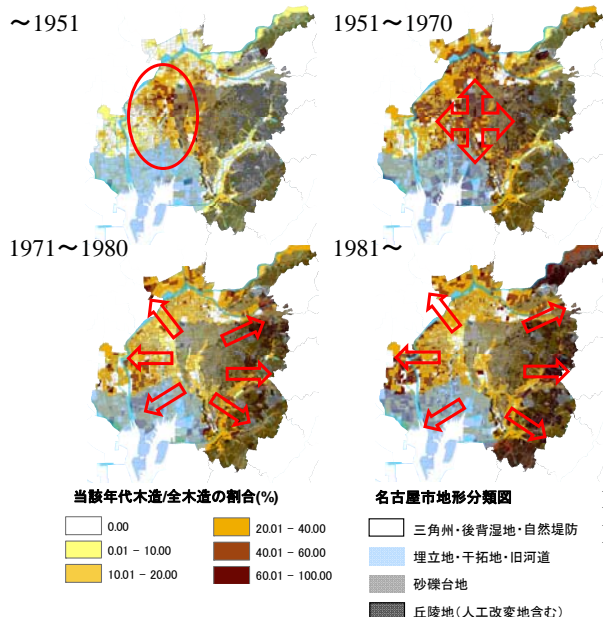 ～1951
1951～1970
1971～1980
1981～
当該年代木造/全木造の割合(%)
0.00
0.01 - 10.00
10.01 - 20.00
20.01 - 40.00
40.01 - 60.00
60.01 - 100.00
名古屋市地形分類図
三角州・後背湿地・自然堤防
埋立地・干拓地・旧河道
砂礫台地
丘陵地(人工改変地含む)